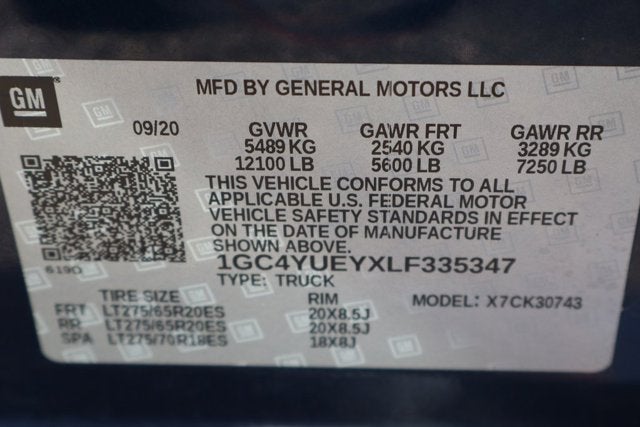 GM
MFD BY GENERAL MOTORS LLC
09/20 GVWR GAWR FRT GAWR RR
5489 KG 2540 KG 3289 KG
12100 LB 5600 LB 7250 LB
THIS VEHICLE CONFORMS TO ALL
APPLICABLE U.S. FEDERAL MOTOR
VEHICLE SAFETY STANDARDS IN EFFECT
ON THE DATE OF MANUFACTURE
SHOWN ABOVE.
1GC4YUEYXLF335347
TYPE: TRUCK
TIRE SIZE RIM MODEL: X7CK30743
FRT LT275/65R20ES 20X8.5J
RR LT275/65R20ES 20X8.5J
SPA LT275/70R18ES 18X8J